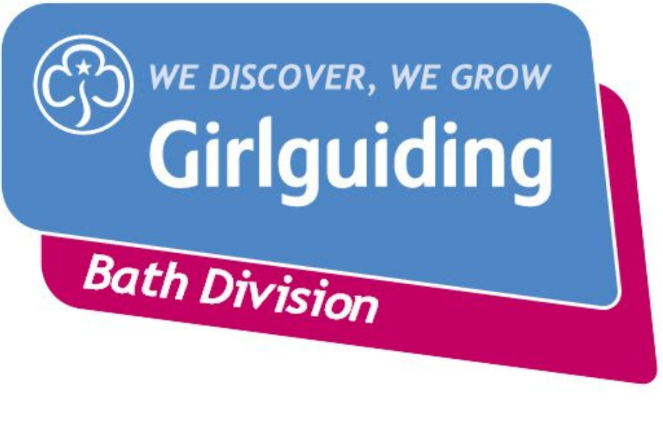 WE DISCOVER, WE GROW
Girlguiding
Bath Division